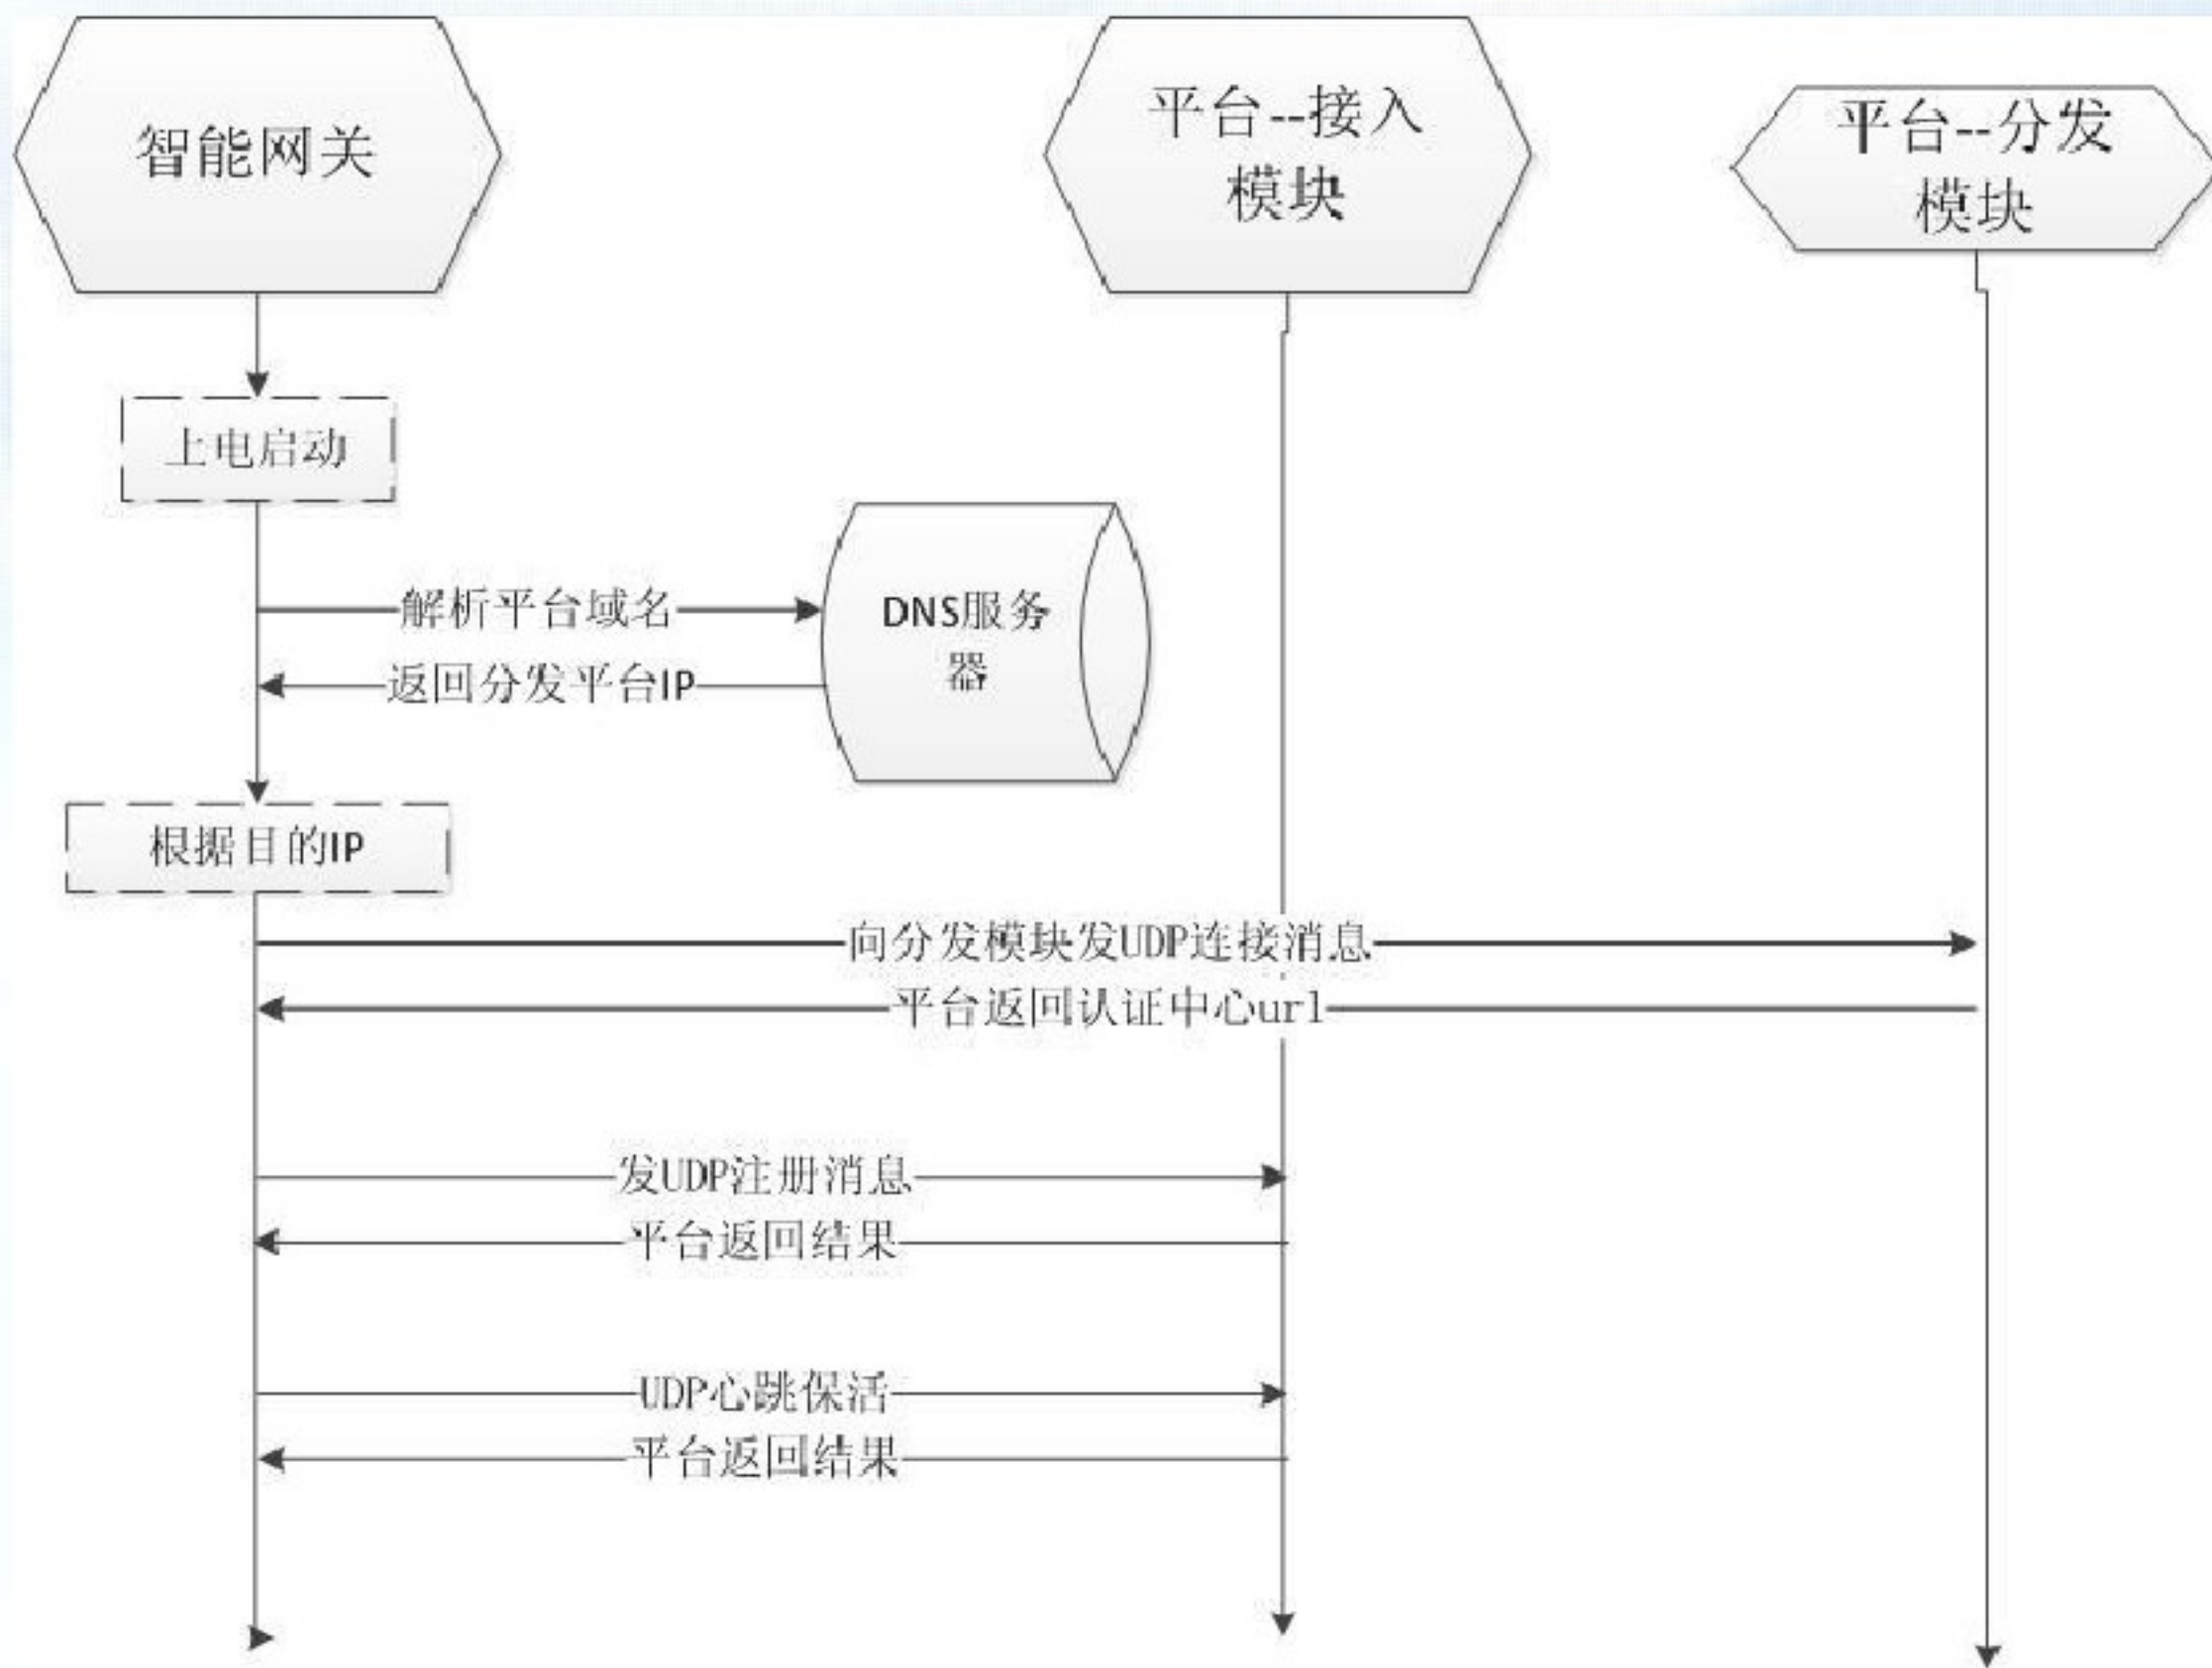 智能网关
平台--接入
模块
平台--分发
模块
上电启动
解析平台域名
DNS服务
器
返回分发平台IP
根据目的IP
向分发模块发UDP连接消息
平台返回认证中心url
发UDP注册消息
平台返回结果
UDP心跳保活
平台返回结果